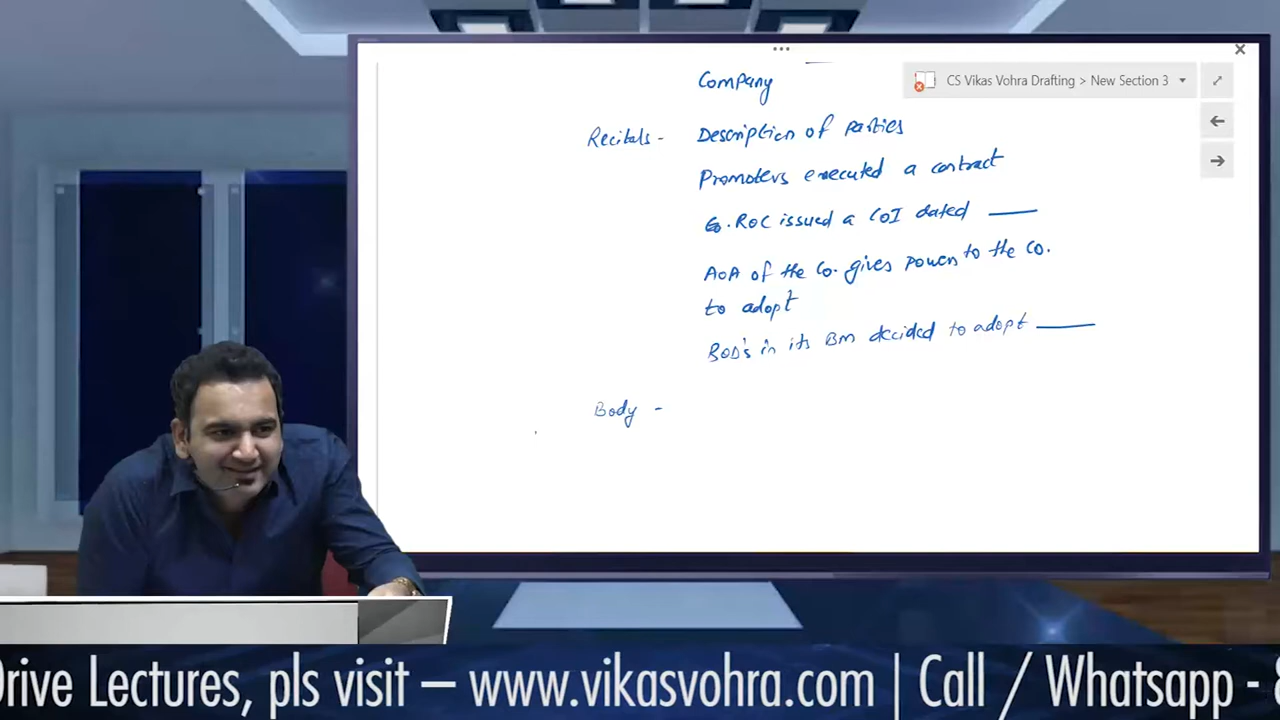 Company
CS Vikas Vohra Drafting > New Section 3
Recitals - Description of parties
Promoters executed a contract
Co. ROC issued a COI dated ____
AOA of the Co. gives power to the Co.
to adopt
BOD's in its BM decided to adopt ____
Body -
Drive Lectures, pls visit – www.vikasvohra.com | Call / Whatsapp - 8